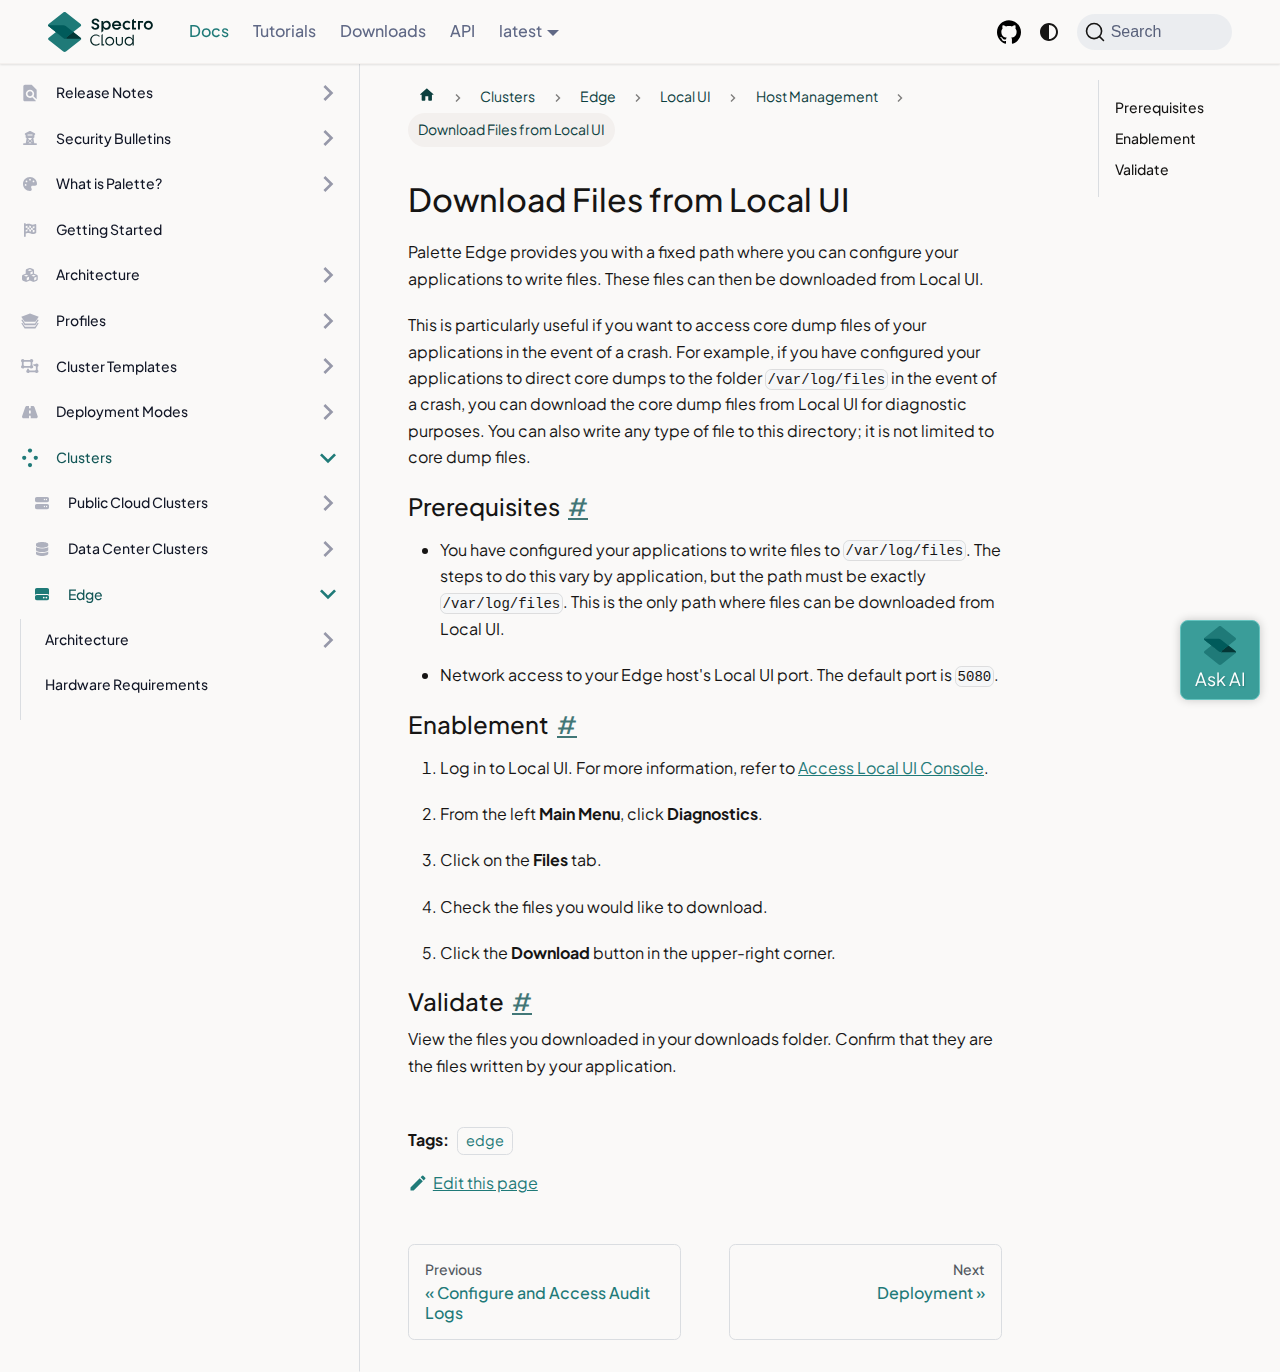 Spectro Cloud
Docs
Tutorials
Downloads
API
latest
Search
Release Notes
Security Bulletins
What is Palette?
Getting Started
Architecture
Profiles
Cluster Templates
Deployment Modes
Clusters
Public Cloud Clusters
Data Center Clusters
Edge
Architecture
Hardware Requirements
Clusters
Edge
Local UI
Host Management
Download Files from Local UI
Download Files from Local UI
Palette Edge provides you with a fixed path where you can configure your
applications to write files. These files can then be downloaded from Local UI.
This is particularly useful if you want to access core dump files of your
applications in the event of a crash. For example, if you have configured your
applications to direct core dumps to the folder /var/log/files in the event of
a crash, you can download the core dump files from Local UI for diagnostic
purposes. You can also write any type of file to this directory; it is not limited to
core dump files.
Prerequisites #
You have configured your applications to write files to /var/log/files. The
steps to do this vary by application, but the path must be exactly
/var/log/files. This is the only path where files can be downloaded from
Local UI.
Network access to your Edge host's Local UI port. The default port is 5080.
Enablement #
1. Log in to Local UI. For more information, refer to Access Local UI Console.
2. From the left Main Menu, click Diagnostics.
3. Click on the Files tab.
4. Check the files you would like to download.
5. Click the Download button in the upper-right corner.
Validate #
View the files you downloaded in your downloads folder. Confirm that they are
the files written by your application.
Tags: edge
Edit this page
Previous
« Configure and Access Audit
Logs
Next
Deployment »
Prerequisites
Enablement
Validate
Ask AI